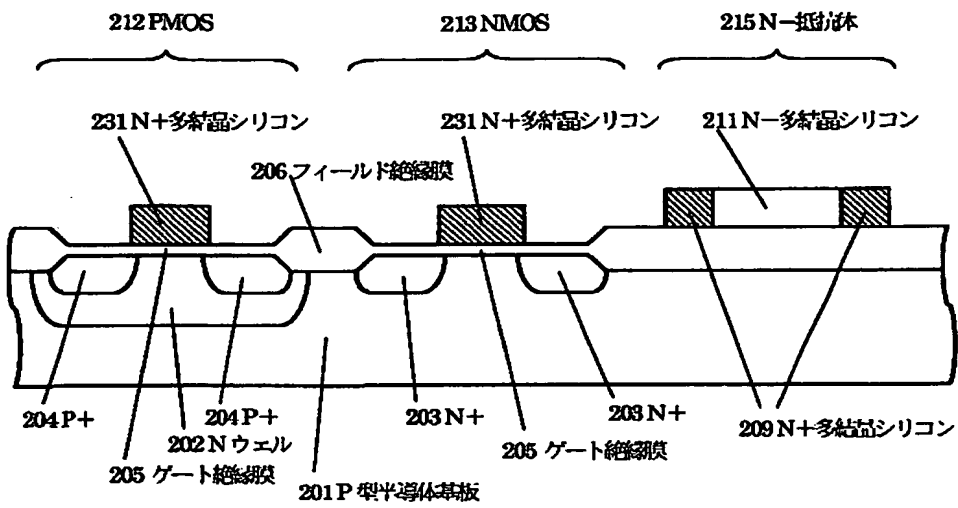 212 PMOS
213 NMOS
215 N－抵抗体
231 N＋多結晶シリコン
231 N＋多結晶シリコン
211 N－多結晶シリコン
206 フィールド絶縁膜
204 P＋
204 P＋
203 N＋
203 N＋
209 N＋多結晶シリコン
202 N ウェル
205 ゲート絶縁膜
205 ゲート絶縁膜
201 P 型半導体基板